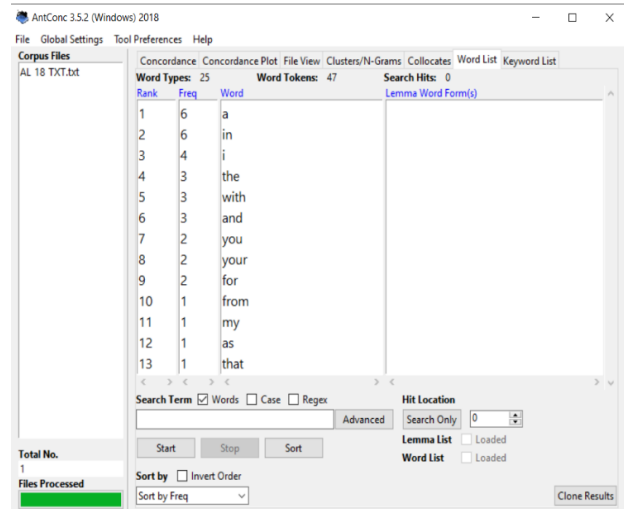 AntConc 3.5.2 (Windows) 2018
File Global Settings Tool Preferences Help
Corpus Files
AL 18 TXT.txt
Concordance Concordance Plot File View Clusters/N-Grams Collocates Word List Keyword List
Word Types: 25 Word Tokens: 47 Search Hits: 0
Rank Freq Word Lemma Word Form(s)
1 6 a
2 6 in
3 4 i
4 3 the
5 3 with
6 3 and
7 2 you
8 2 your
9 2 for
10 1 from
11 1 my
12 1 as
13 1 that
Search Term Words Case Regex Hit Location
Advanced Search Only 0
Start Stop Sort Lemma List Loaded
Word List Loaded
Total No.
1
Files Processed
Sort by Invert Order
Sort by Freq Clone Results